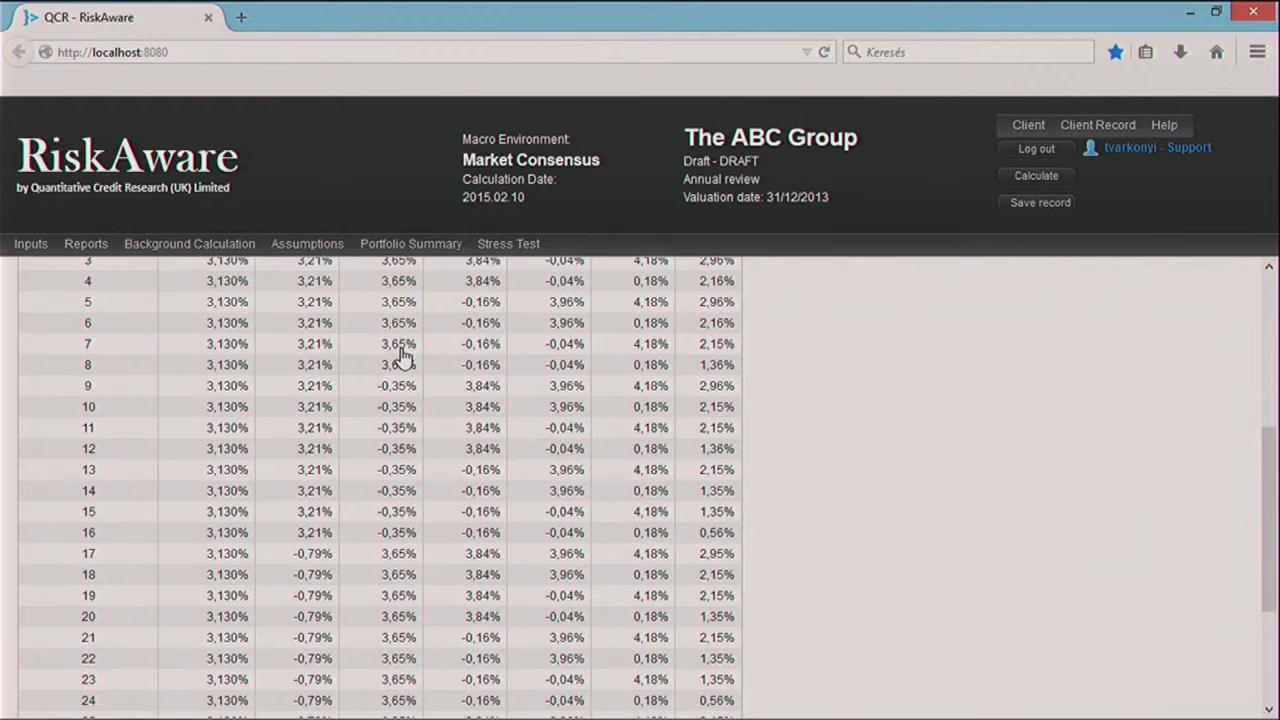 QCR - RiskAware
http://localhost:8080
Keresés
RiskAware
by Quantitative Credit Research (UK) Limited
Macro Environment:
Market Consensus
Calculation Date:
2015.02.10
The ABC Group
Draft - DRAFT
Annual review
Valuation date: 31/12/2013
Client Client Record Help
Log out tvarkonyi - Support
Calculate
Save record
Inputs Reports Background Calculation Assumptions Portfolio Summary Stress Test
3 3,130% 3,21% 3,65% 3,84% -0,04% 4,18% 2,96%
4 3,130% 3,21% 3,65% 3,84% -0,04% 0,18% 2,16%
5 3,130% 3,21% 3,65% -0,16% 3,96% 4,18% 2,96%
6 3,130% 3,21% 3,65% -0,16% 3,96% 0,18% 2,16%
7 3,130% 3,21% 3,65% -0,16% -0,04% 4,18% 2,15%
8 3,130% 3,21% 3,65% -0,16% -0,04% 0,18% 1,36%
9 3,130% 3,21% -0,35% 3,84% 3,96% 4,18% 2,96%
10 3,130% 3,21% -0,35% 3,84% 3,96% 0,18% 2,15%
11 3,130% 3,21% -0,35% 3,84% -0,04% 4,18% 2,15%
12 3,130% 3,21% -0,35% 3,84% -0,04% 0,18% 1,36%
13 3,130% 3,21% -0,35% -0,16% 3,96% 4,18% 2,15%
14 3,130% 3,21% -0,35% -0,16% 3,96% 0,18% 1,35%
15 3,130% 3,21% -0,35% -0,16% -0,04% 4,18% 1,35%
16 3,130% 3,21% -0,35% -0,16% -0,04% 0,18% 0,56%
17 3,130% -0,79% 3,65% 3,84% 3,96% 4,18% 2,95%
18 3,130% -0,79% 3,65% 3,84% 3,96% 0,18% 2,15%
19 3,130% -0,79% 3,65% 3,84% -0,04% 4,18% 2,15%
20 3,130% -0,79% 3,65% 3,84% -0,04% 0,18% 1,35%
21 3,130% -0,79% 3,65% -0,16% 3,96% 4,18% 2,15%
22 3,130% -0,79% 3,65% -0,16% 3,96% 0,18% 1,35%
23 3,130% -0,79% 3,65% -0,16% -0,04% 4,18% 1,35%
24 3,130% -0,79% 3,65% -0,16% -0,04% 0,18% 0,56%